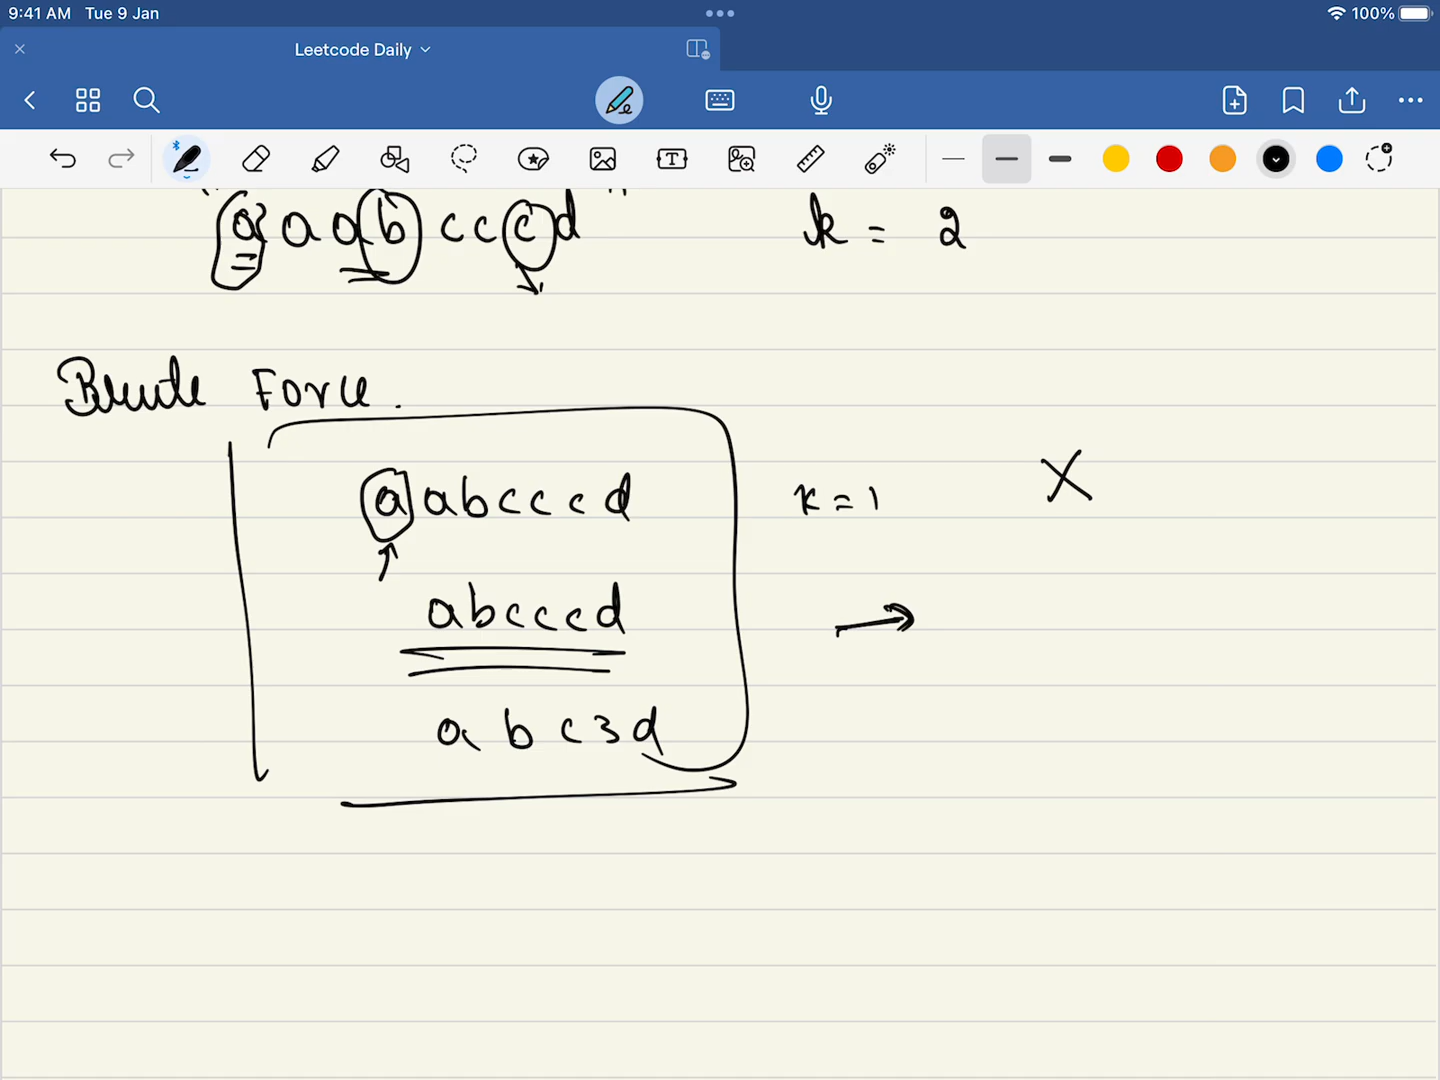 9:41 AM Tue 9 Jan 100%
Leetcode Daily
"aaabcccd" k = 2
Brute Force.
aabcccd k = 1 X
abcccd →
abc3d